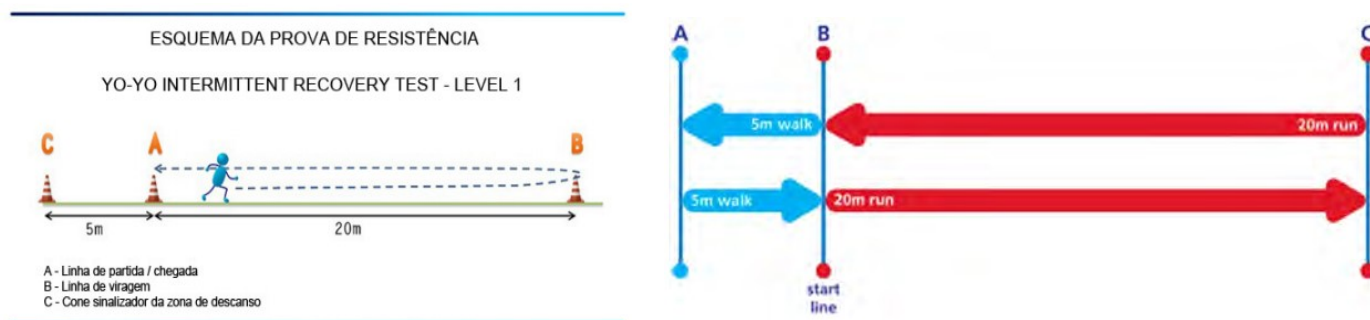 ESQUEMA DA PROVA DE RESISTÊNCIA
YO-YO INTERMITTENT RECOVERY TEST - LEVEL 1
C A B
5m 20m
A - Linha de partida / chegada
B - Linha de viragem
C - Cone sinalizador da zona de descanso
A B C
5m walk 20m run
5m walk 20m run
start
line